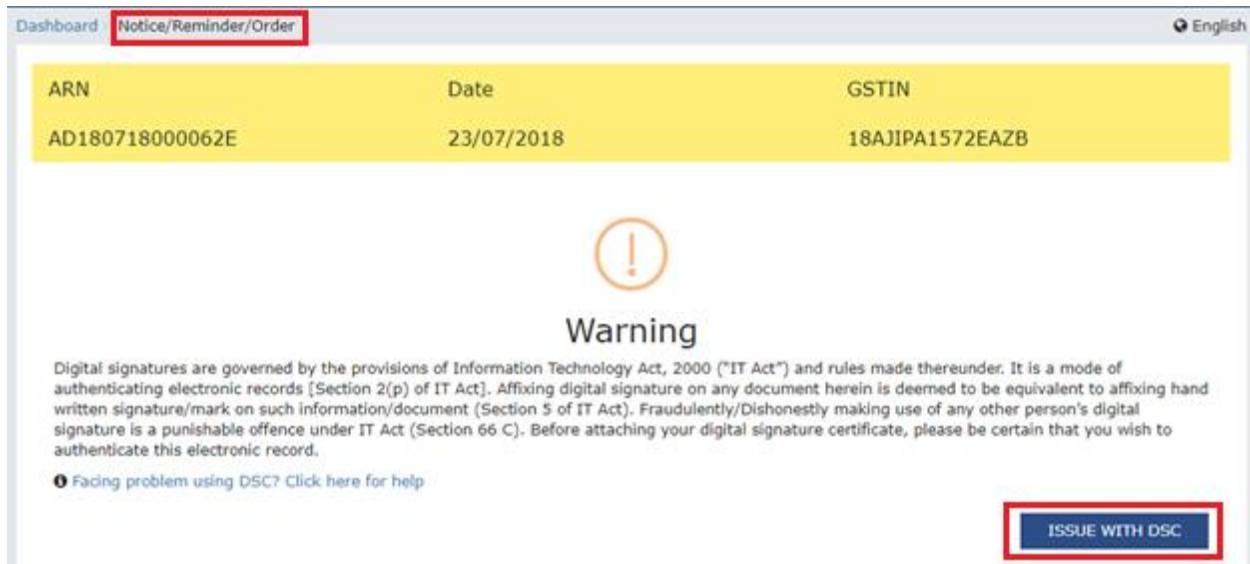 Dashboard Notice/Reminder/Order English
ARN Date GSTIN
AD180718000062E 23/07/2018 18AJIPA1572EAZB
Warning
Digital signatures are governed by the provisions of Information Technology Act, 2000 ("IT Act") and rules made thereunder. It is a mode of
authenticating electronic records [Section 2(p) of IT Act]. Affixing digital signature on any document herein is deemed to be equivalent to affixing hand
written signature/mark on such information/document (Section 5 of IT Act). Fraudulently/Dishonestly making use of any other person's digital
signature is a punishable offence under IT Act (Section 66 C). Before attaching your digital signature certificate, please be certain that you wish to
authenticate this electronic record.
Facing problem using DSC? Click here for help
ISSUE WITH DSC